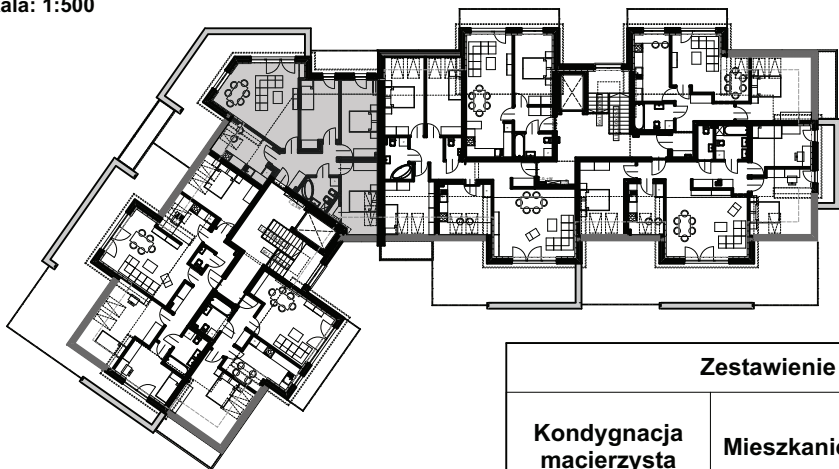 ala: 1:500
Zestawienie
Kondygnacja
macierzysta
Mieszkanie